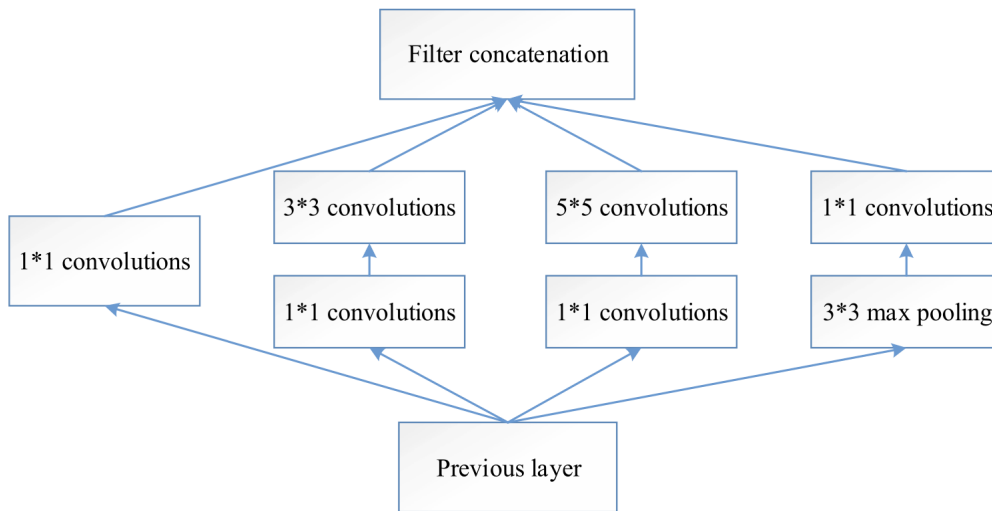 Filter concatenation
3*3 convolutions
5*5 convolutions
1*1 convolutions
1*1 convolutions
1*1 convolutions
1*1 convolutions
3*3 max pooling
Previous layer